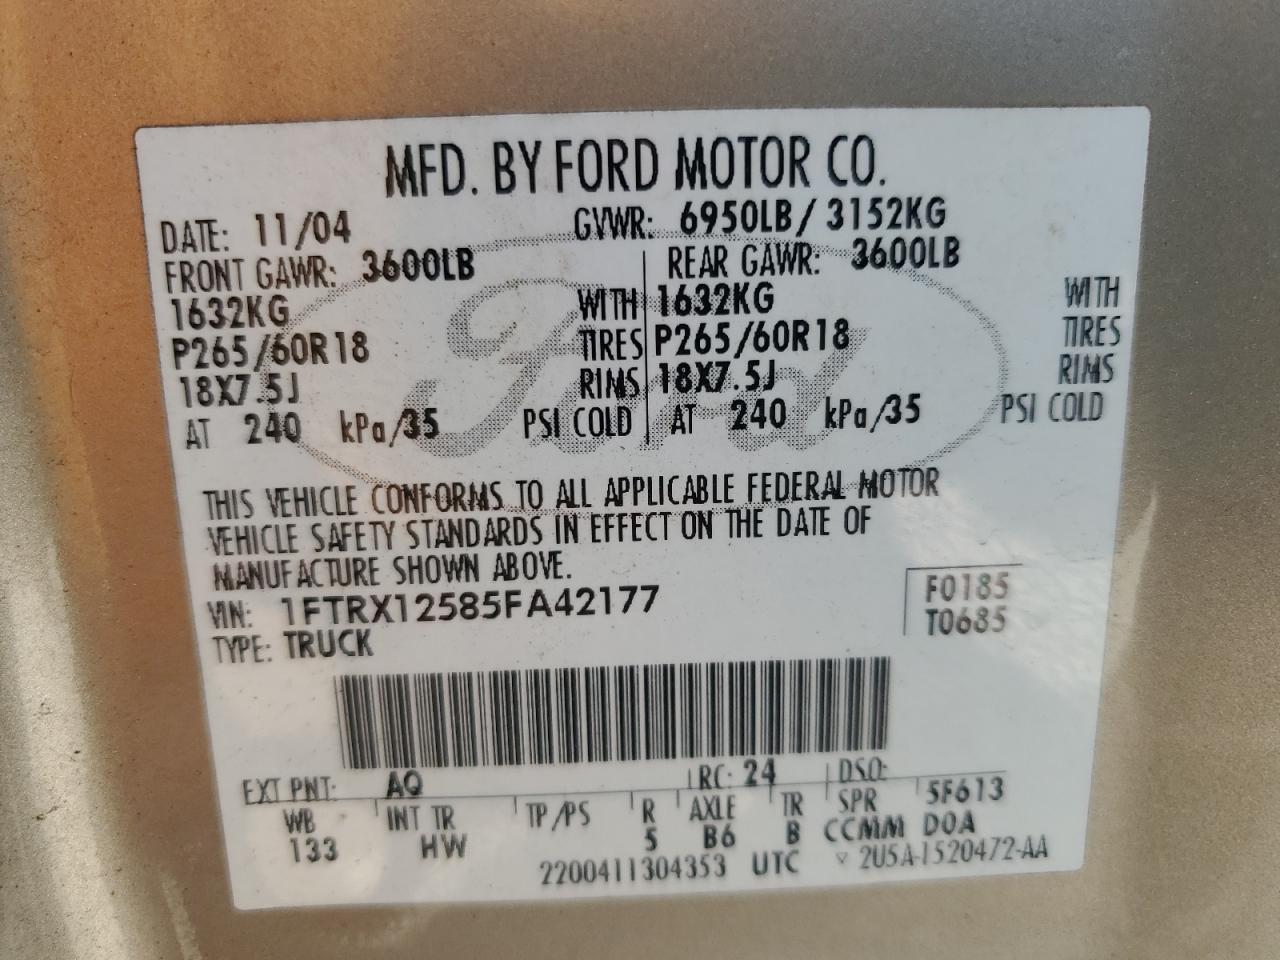 MFD. BY FORD MOTOR CO.
DATE: 11/04 GVWR: 6950LB / 3152KG
FRONT GAWR: 3600LB REAR GAWR: 3600LB
1632KG WITH 1632KG WITH
P265/60R18 TIRES P265/60R18 TIRES
18X7.5J RIMS 18X7.5J RIMS
AT 240 kPa/35 PSI COLD AT 240 kPa/35 PSI COLD
Ford
THIS VEHICLE CONFORMS TO ALL APPLICABLE FEDERAL MOTOR
VEHICLE SAFETY STANDARDS IN EFFECT ON THE DATE OF
MANUFACTURE SHOWN ABOVE.
VIN: 1FTRX12585FA42177 F0185
TYPE: TRUCK T0685
EXT PNT: AQ RC: 24 DSO:
WB INT TR TP/PS R AXLE TR SPR 5F613
133 HW 5 B6 B CCMM DOA
2200411304353 UTC ▽ 2U5A-1520472-AA